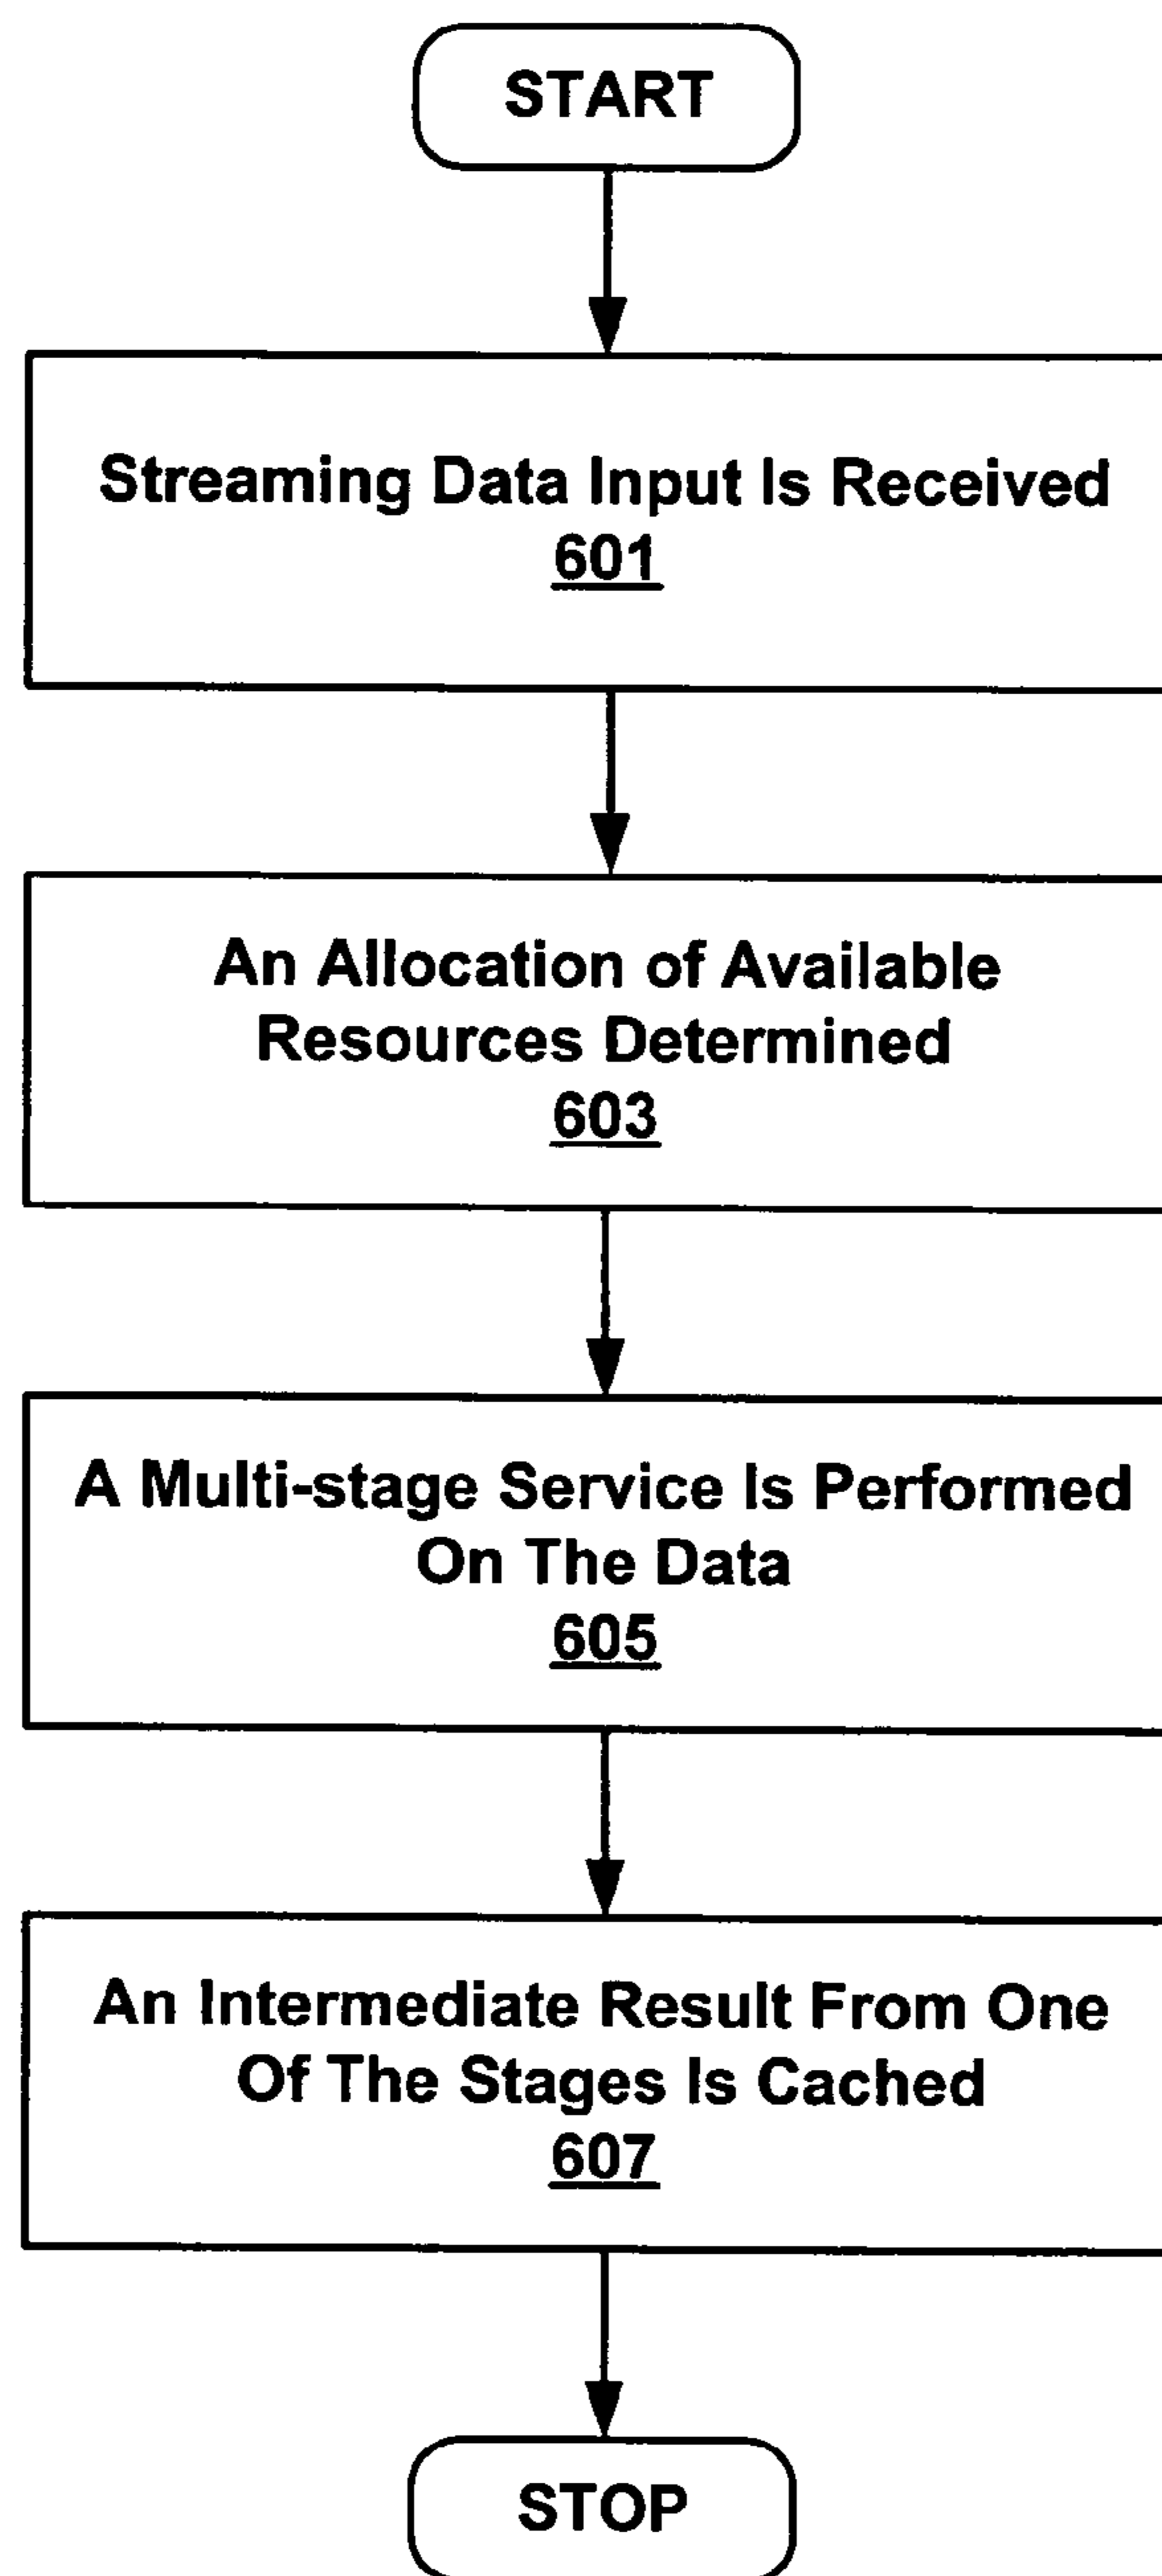 START
Streaming Data Input Is Received
601
An Allocation of Available
Resources Determined
603
A Multi-stage Service Is Performed
On The Data
605
An Intermediate Result From One
Of The Stages Is Cached
607
STOP